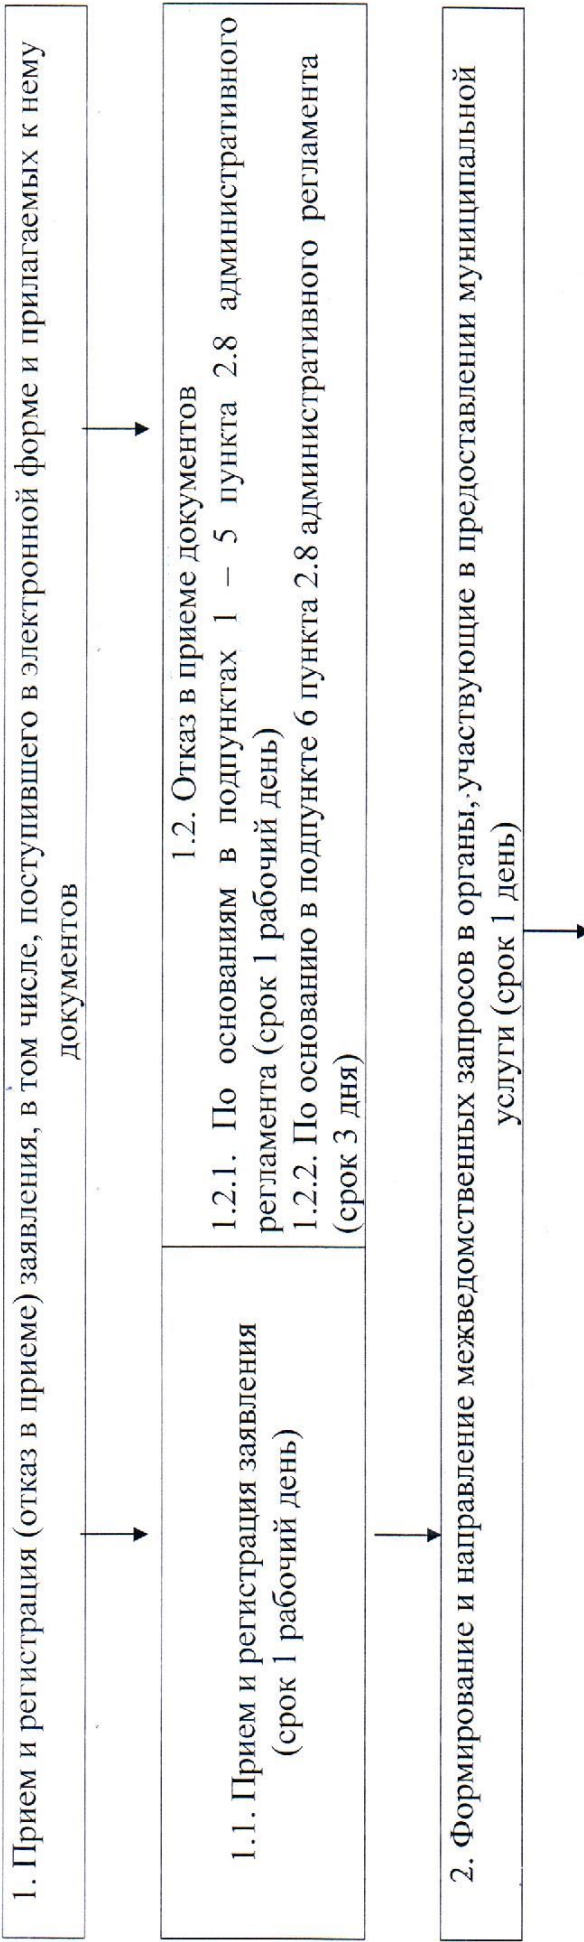 1. Прием и регистрация (отказ в приеме) заявления, в том числе, поступившего в электронной форме и прилагаемых к нему
документов
1.1. Прием и регистрация заявления
(срок 1 рабочий день)
1.2. Отказ в приеме документов
1.2.1. По основаниям в подпунктах 1 – 5 пункта 2.8 административного
регламента (срок 1 рабочий день)
1.2.2. По основанию в подпункте 6 пункта 2.8 административного регламента
(срок 3 дня)
2. Формирование и направление межведомственных запросов в органы, участвующие в предоставлении муниципальной
услуги (срок 1 день)